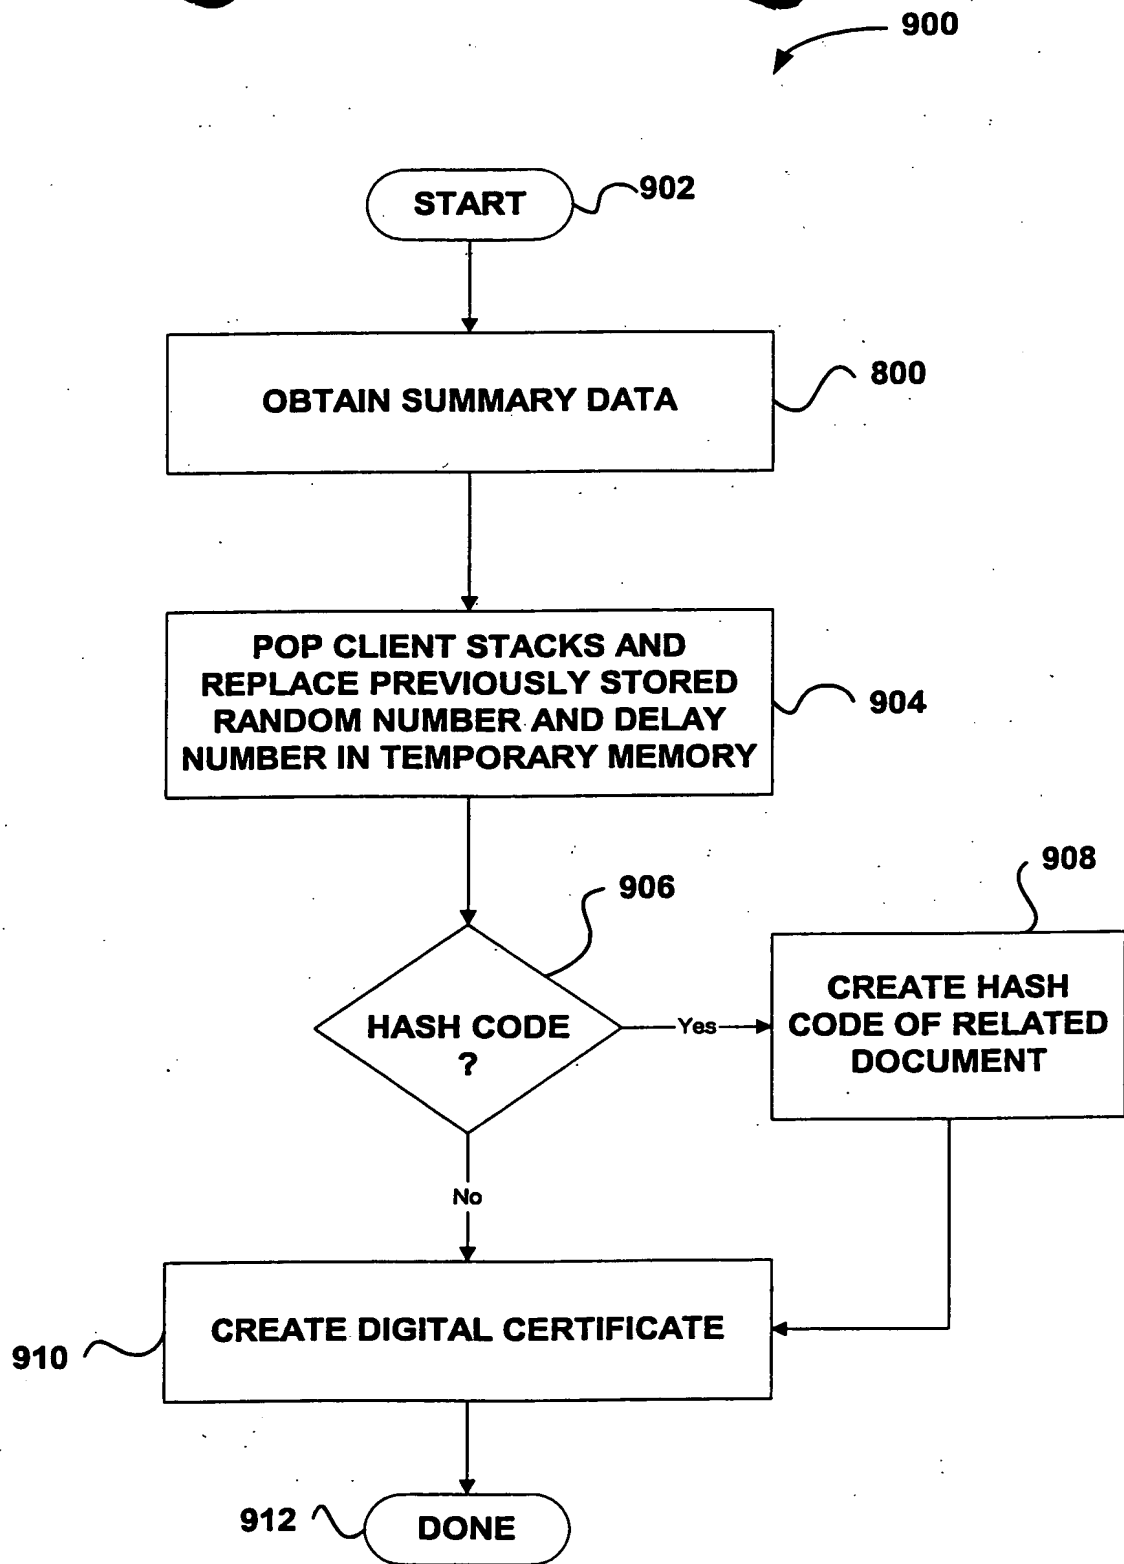 900
START
902
OBTAIN SUMMARY DATA
800
POP CLIENT STACKS AND
REPLACE PREVIOUSLY STORED
RANDOM NUMBER AND DELAY
NUMBER IN TEMPORARY MEMORY
904
906
908
HASH CODE
?
Yes
CREATE HASH
CODE OF RELATED
DOCUMENT
No
CREATE DIGITAL CERTIFICATE
910
912
DONE